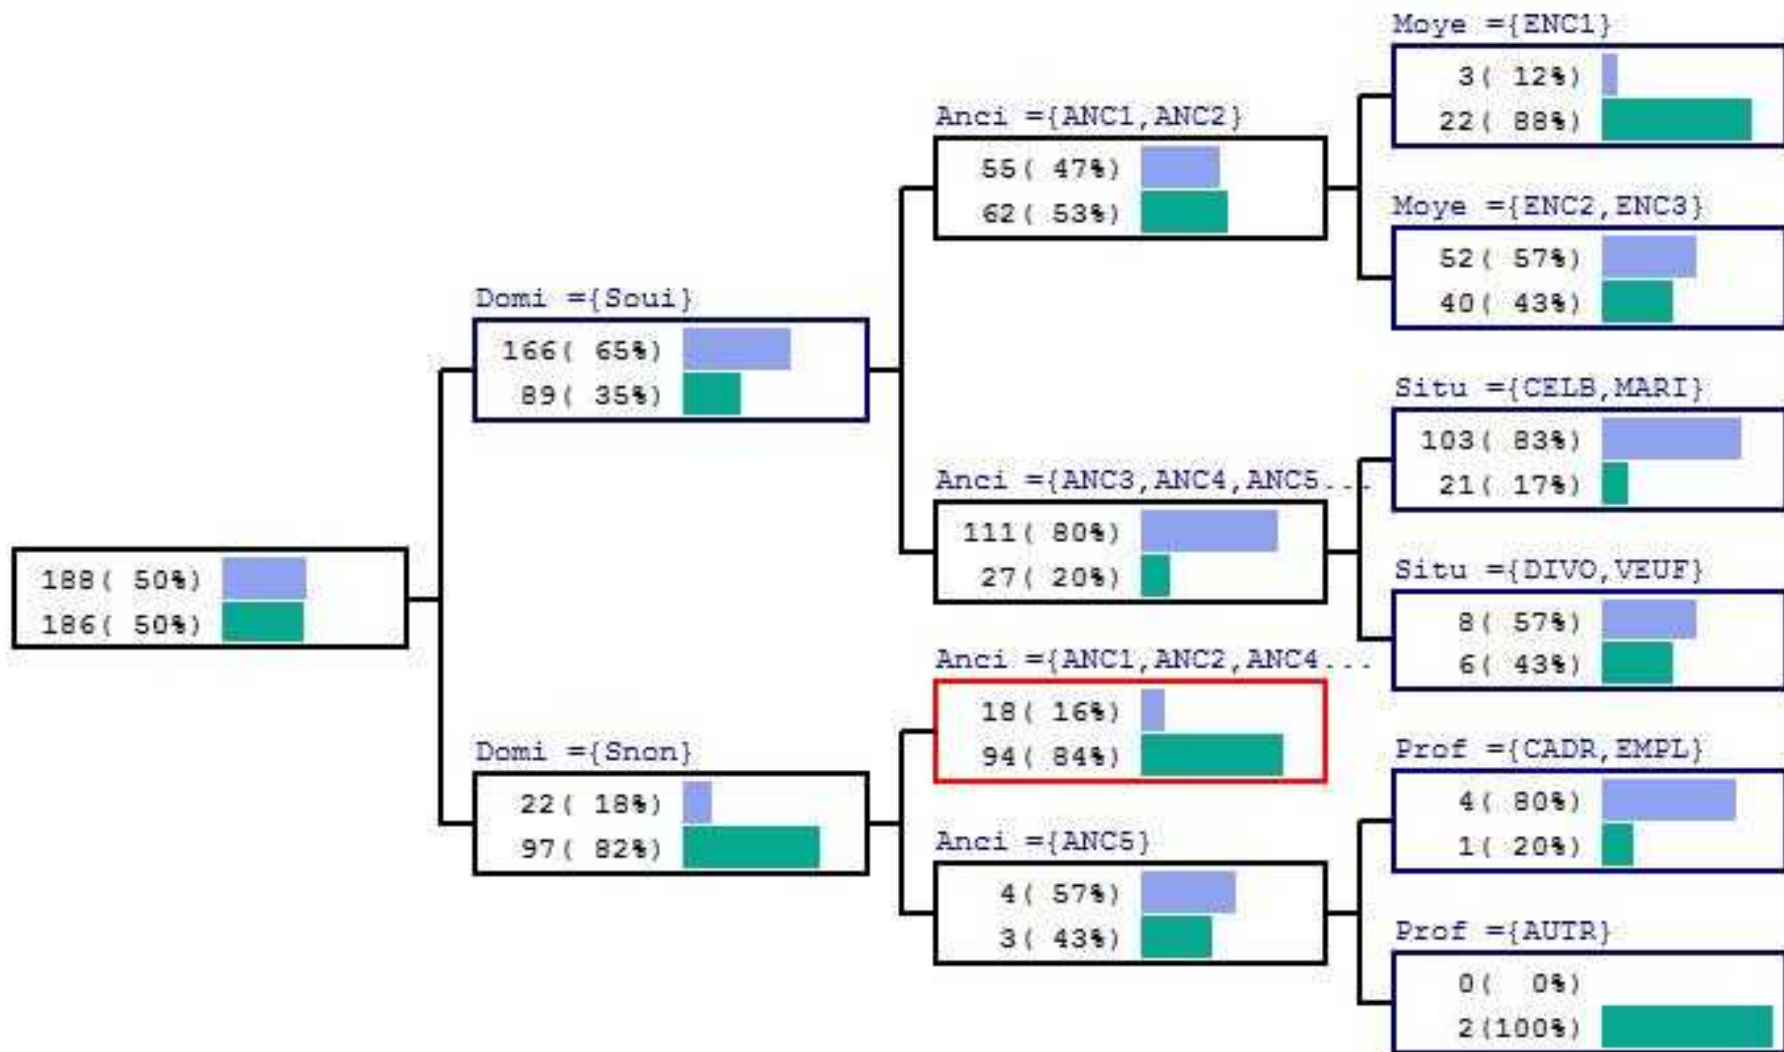 Moye ={ENC1}
3( 12%)
22( 88%)
Anci ={ANC1,ANC2}
55( 47%)
62( 53%)
Moye ={ENC2,ENC3}
52( 57%)
40( 43%)
Domi ={Soui}
166( 65%)
89( 35%)
Situ ={CELB,MARI}
103( 83%)
21( 17%)
Anci ={ANC3,ANC4,ANC5...
111( 80%)
27( 20%)
188( 50%)
186( 50%)
Situ ={DIVO,VEUF}
8( 57%)
6( 43%)
Anci ={ANC1,ANC2,ANC4...
18( 16%)
94( 84%)
Domi ={Snon}
22( 18%)
97( 82%)
Prof ={CADR,EMPL}
4( 80%)
1( 20%)
Anci ={ANC5}
4( 57%)
3( 43%)
Prof ={AUTR}
0( 0%)
2(100%)